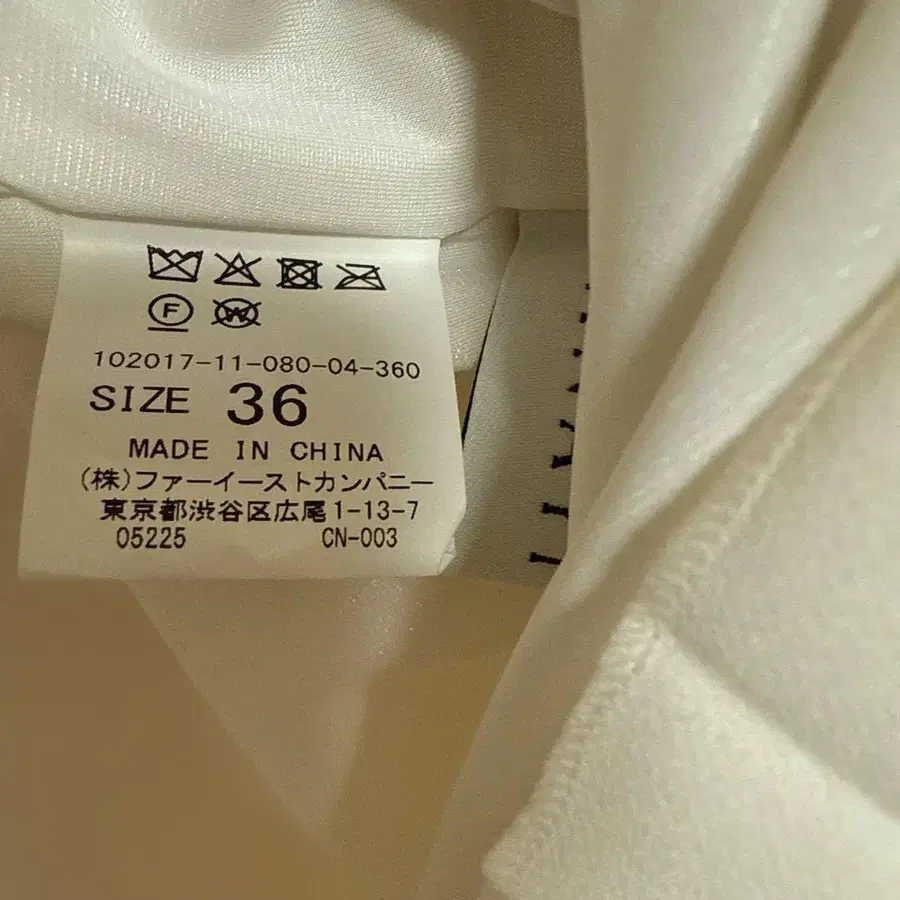 F W
102017-11-080-04-360
SIZE 36
MADE IN CHINA
(株)ファーイーストカンパニー
東京都渋谷区広尾1-13-7
05225 CN-003